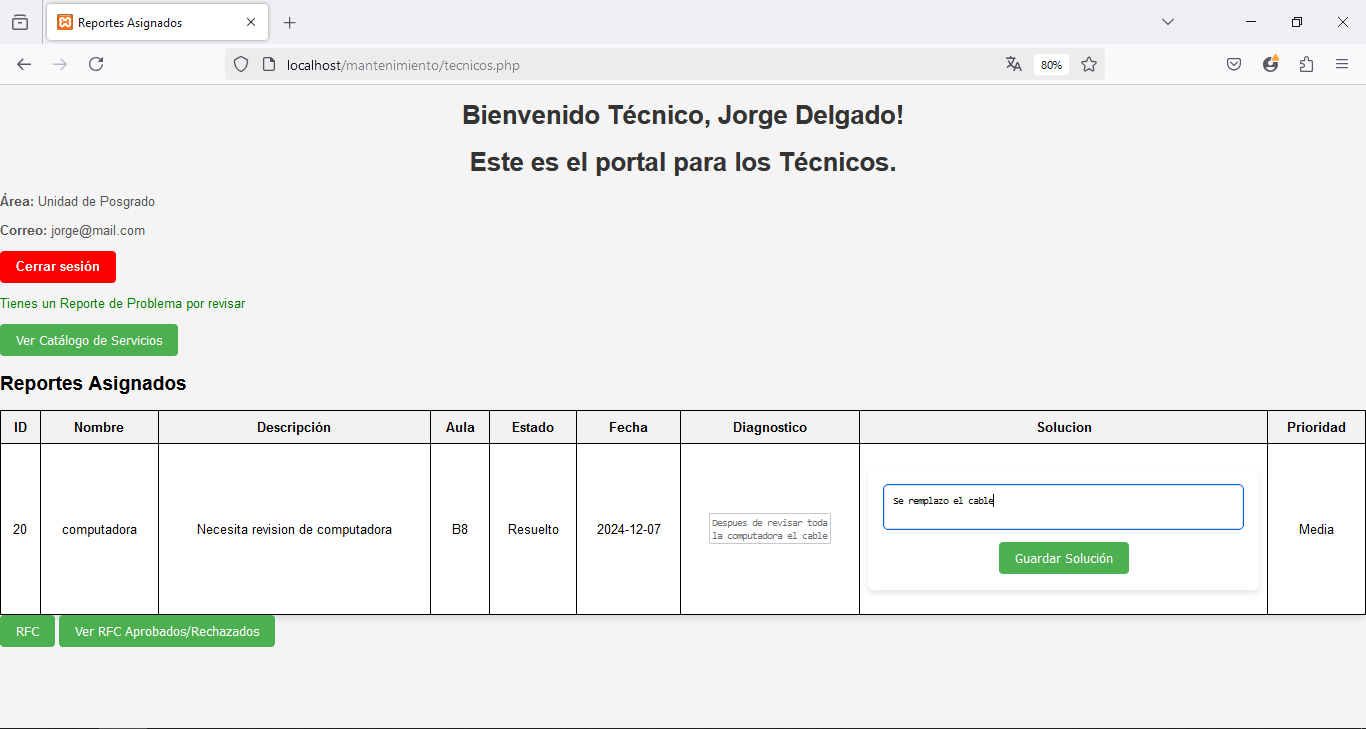 Reportes Asignados
localhost/mantenimiento/tecnicos.php
80%
Bienvenido Técnico, Jorge Delgado!
Este es el portal para los Técnicos.
Área: Unidad de Posgrado
Correo: jorge@mail.com
Cerrar sesión
Tienes un Reporte de Problema por revisar
Ver Catálogo de Servicios
Reportes Asignados
ID Nombre Descripción Aula Estado Fecha Diagnostico Solucion Prioridad
20 computadora Necesita revision de computadora B8 Resuelto 2024-12-07
Despues de revisar toda
la computadora el cable
Se remplazo el cable
Guardar Solución
Media
RFC Ver RFC Aprobados/Rechazados